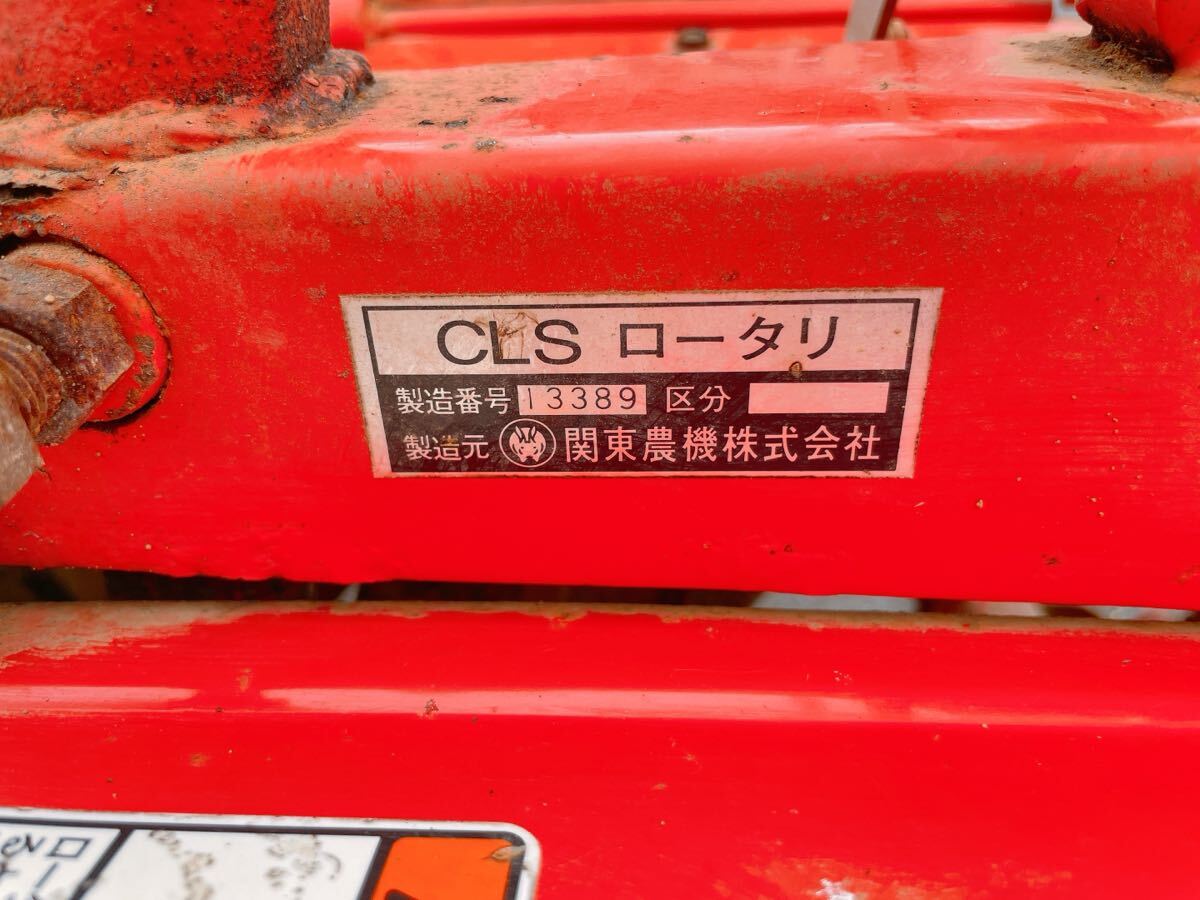 CLS ロータリ
製造番号 13389 区分
製造元 関東農機株式会社